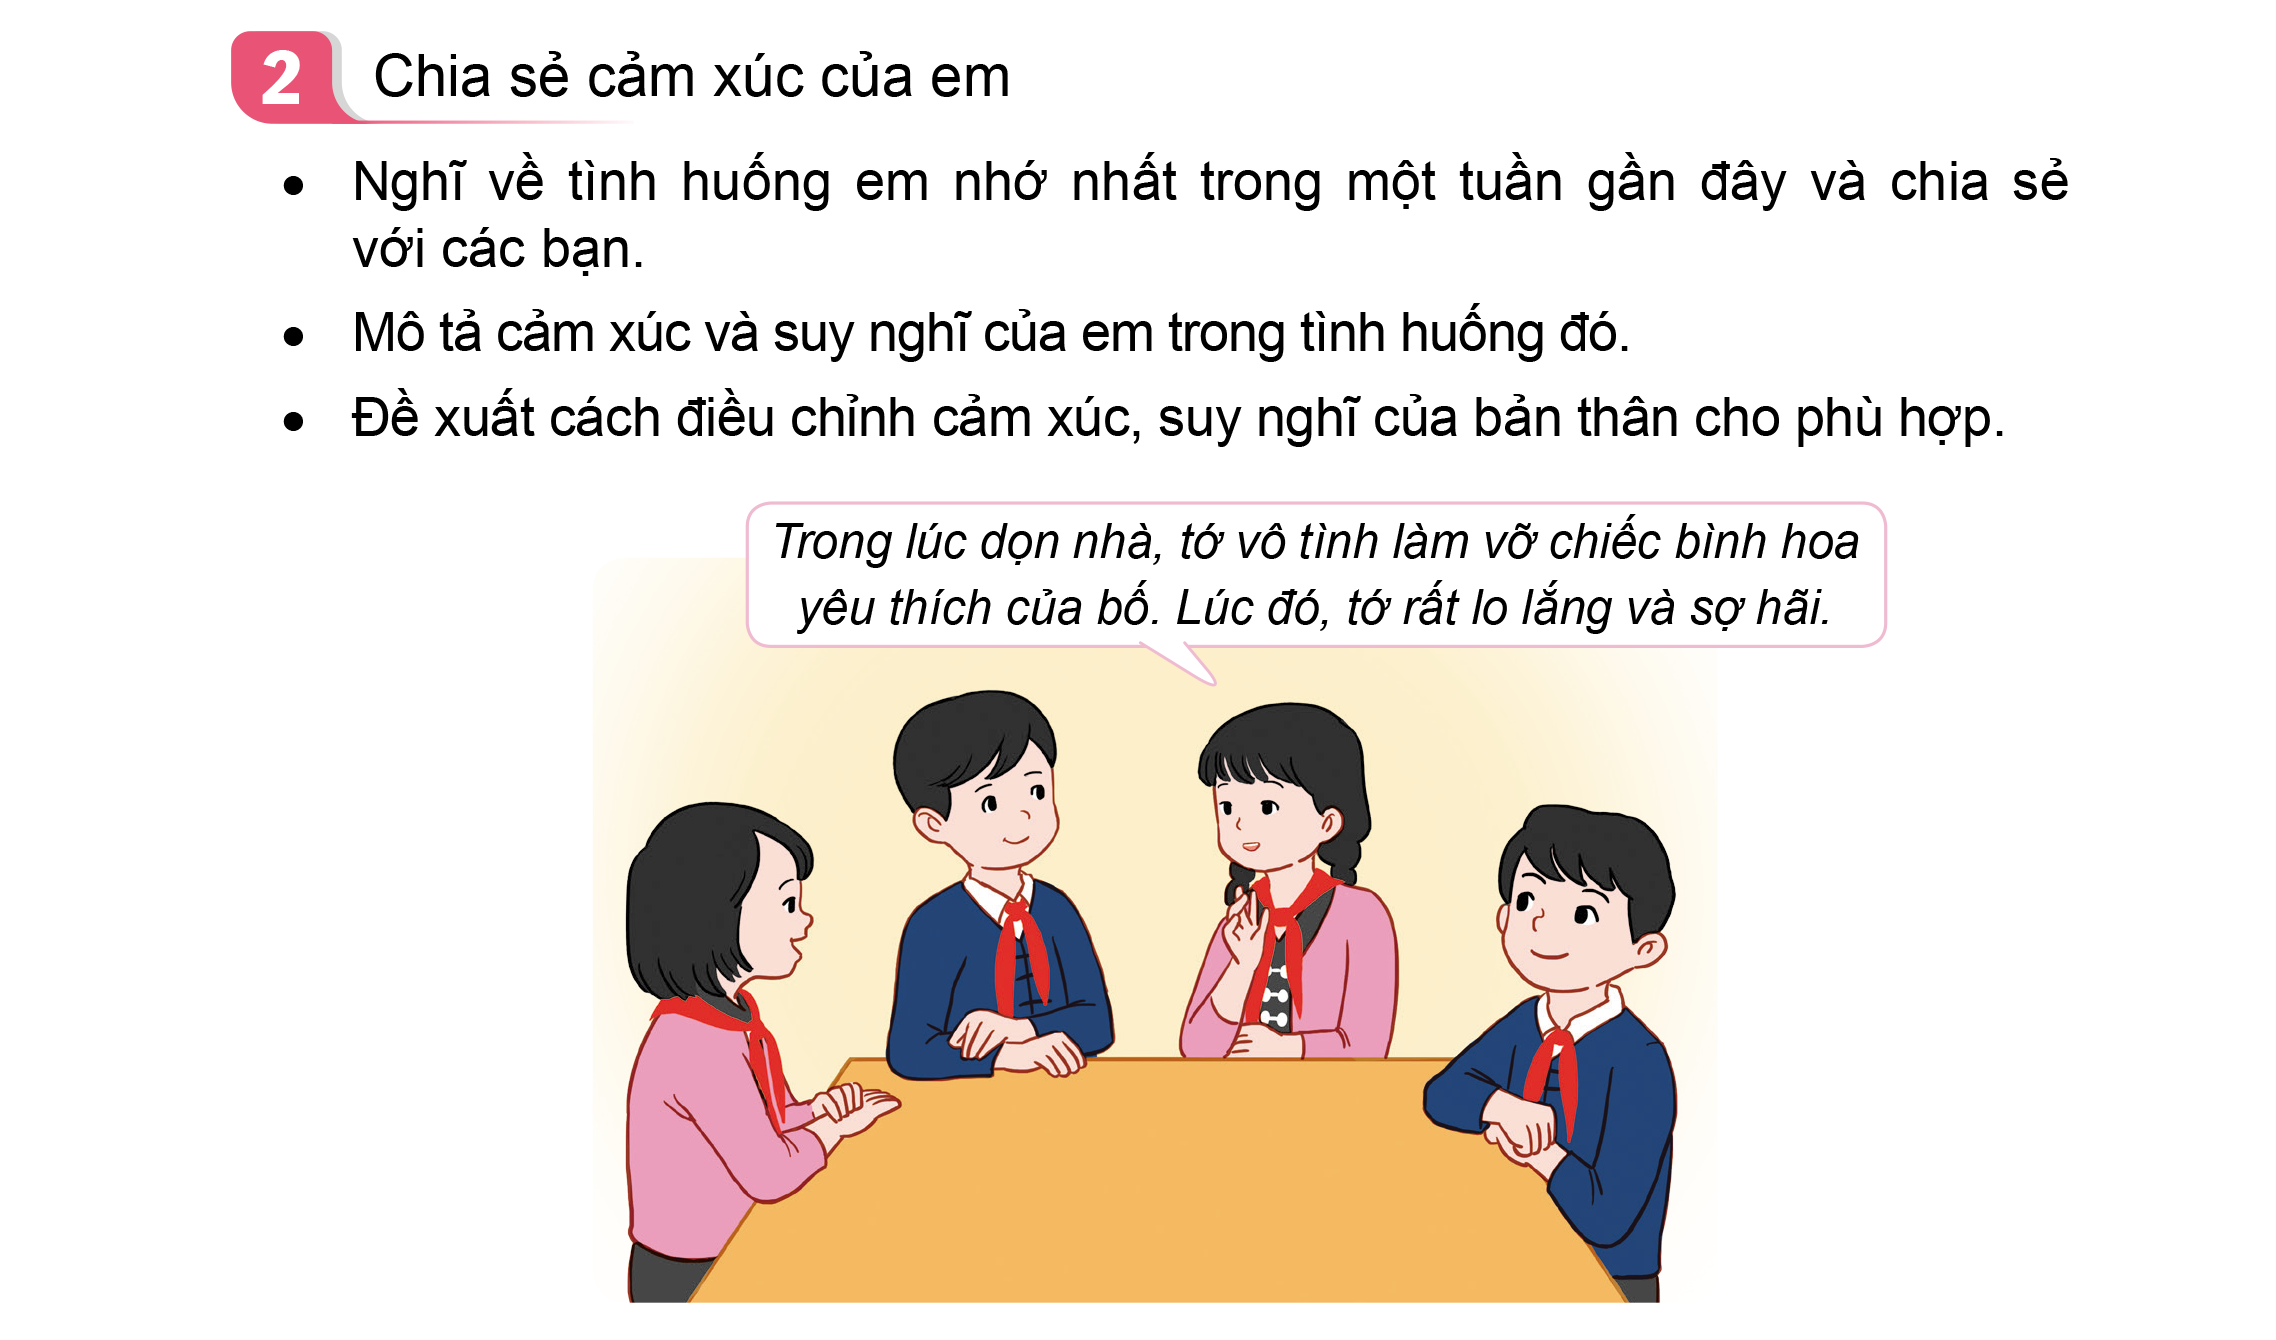 2 Chia sẻ cảm xúc của em
• Nghĩ về tình huống em nhớ nhất trong một tuần gần đây và chia sẻ
với các bạn.
• Mô tả cảm xúc và suy nghĩ của em trong tình huống đó.
• Đề xuất cách điều chỉnh cảm xúc, suy nghĩ của bản thân cho phù hợp.
Trong lúc dọn nhà, tớ vô tình làm vỡ chiếc bình hoa
yêu thích của bố. Lúc đó, tớ rất lo lắng và sợ hãi.